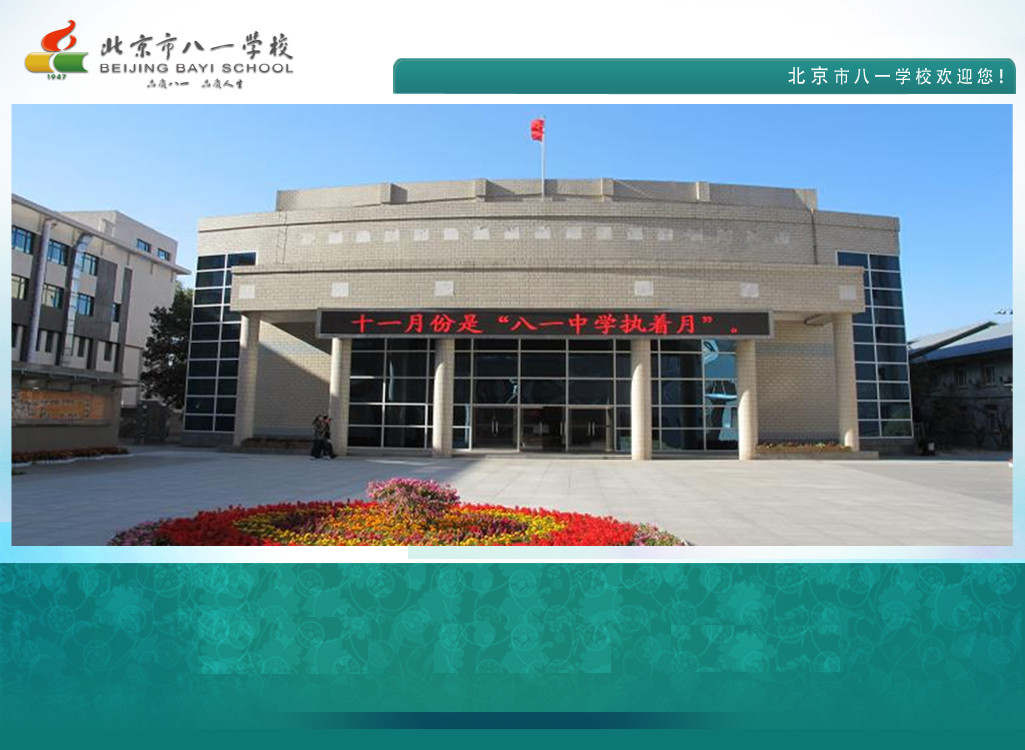 北京市八一学校
BEIJING BAYI SCHOOL
1947
品质八一 品质人生
北京市八一学校欢迎您！
十一月份是“八一中学执着月”。